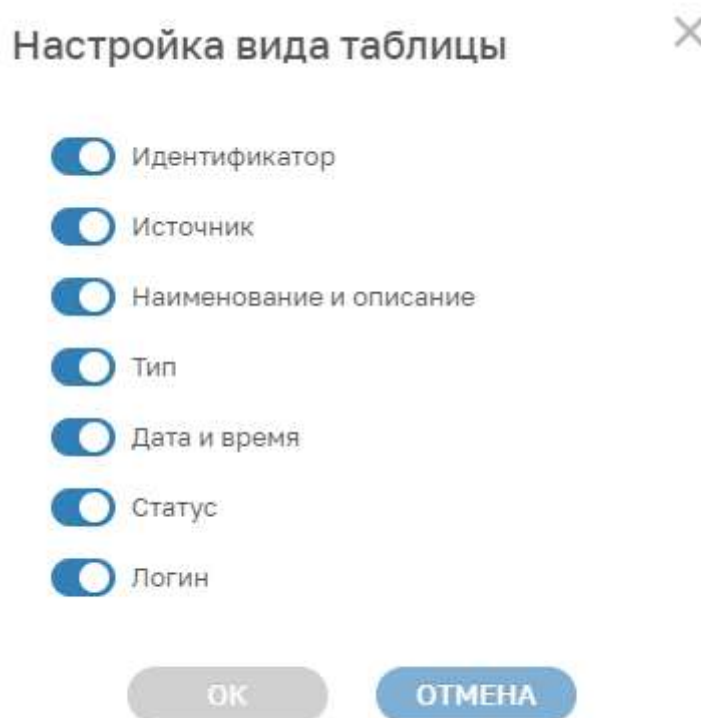 Настройка вида таблицы
Идентификатор
Источник
Наименование и описание
Тип
Дата и время
Статус
Логин
ОК ОТМЕНА